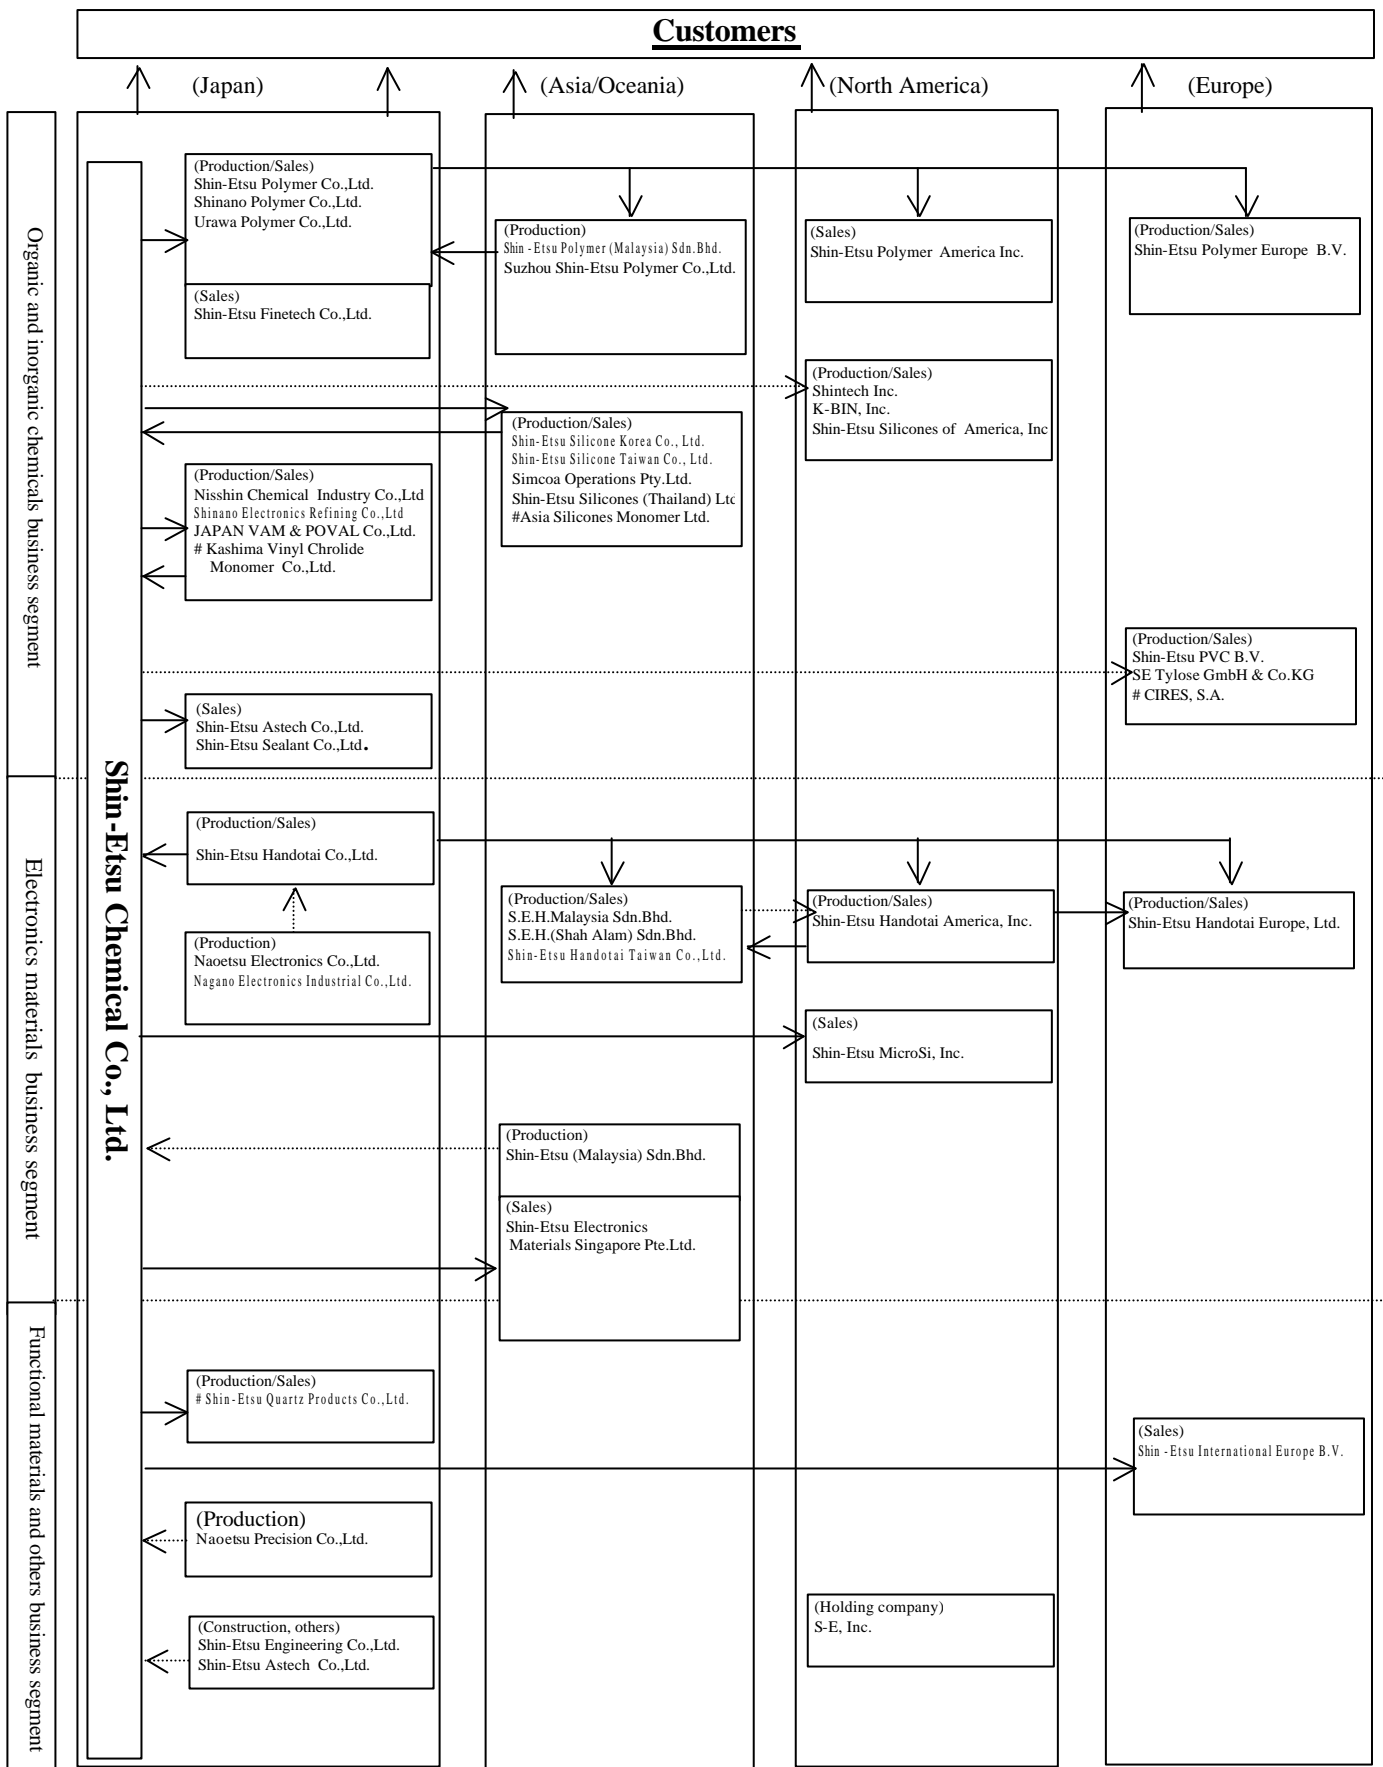 Customers
(Japan)
(Asia/Oceania)
(North America)
(Europe)
Organic and inorganic chemicals business segment
Shin-Etsu Chemical Co., Ltd.
(Production/Sales)
Shin-Etsu Polymer Co.,Ltd.
Shinano Polymer Co.,Ltd.
Urawa Polymer Co.,Ltd.
(Sales)
Shin-Etsu Finetech Co.,Ltd.
(Production)
Shin-Etsu Polymer (Malaysia) Sdn.Bhd.
Suzhou Shin-Etsu Polymer Co.,Ltd.
(Sales)
Shin-Etsu Polymer America Inc.
(Production/Sales)
Shin-Etsu Polymer Europe B.V.
(Production/Sales)
Shintech Inc.
K-BIN, Inc.
Shin-Etsu Silicones of America, Inc
(Production/Sales)
Shin-Etsu Silicone Korea Co., Ltd.
Shin-Etsu Silicone Taiwan Co., Ltd.
Simcoa Operations Pty.Ltd.
Shin-Etsu Silicones (Thailand) Ltd
#Asia Silicones Monomer Ltd.
(Production/Sales)
Nisshin Chemical Industry Co.,Ltd
Shinano Electronics Refining Co.,Ltd
JAPAN VAM & POVAL Co.,Ltd.
# Kashima Vinyl Chrolide
Monomer Co.,Ltd.
(Production/Sales)
Shin-Etsu PVC B.V.
SE Tylose GmbH & Co.KG
# CIRES, S.A.
(Sales)
Shin-Etsu Astech Co.,Ltd.
Shin-Etsu Sealant Co.,Ltd.
Electronics materials business segment
(Production/Sales)
Shin-Etsu Handotai Co.,Ltd.
(Production)
Naoetsu Electronics Co.,Ltd.
Nagano Electronics Industrial Co.,Ltd.
(Production/Sales)
S.E.H.Malaysia Sdn.Bhd.
S.E.H.(Shah Alam) Sdn.Bhd.
Shin-Etsu Handotai Taiwan Co.,Ltd.
(Production/Sales)
Shin-Etsu Handotai America, Inc.
(Production/Sales)
Shin-Etsu Handotai Europe, Ltd.
(Sales)
Shin-Etsu MicroSi, Inc.
(Production)
Shin-Etsu (Malaysia) Sdn.Bhd.
(Sales)
Shin-Etsu Electronics
Materials Singapore Pte.Ltd.
Functional materials and others business segment
(Production/Sales)
# Shin-Etsu Quartz Products Co.,Ltd.
(Sales)
Shin-Etsu International Europe B.V.
(Production)
Naoetsu Precision Co.,Ltd.
(Construction, others)
Shin-Etsu Engineering Co.,Ltd.
Shin-Etsu Astech Co.,Ltd.
(Holding company)
S-E, Inc.